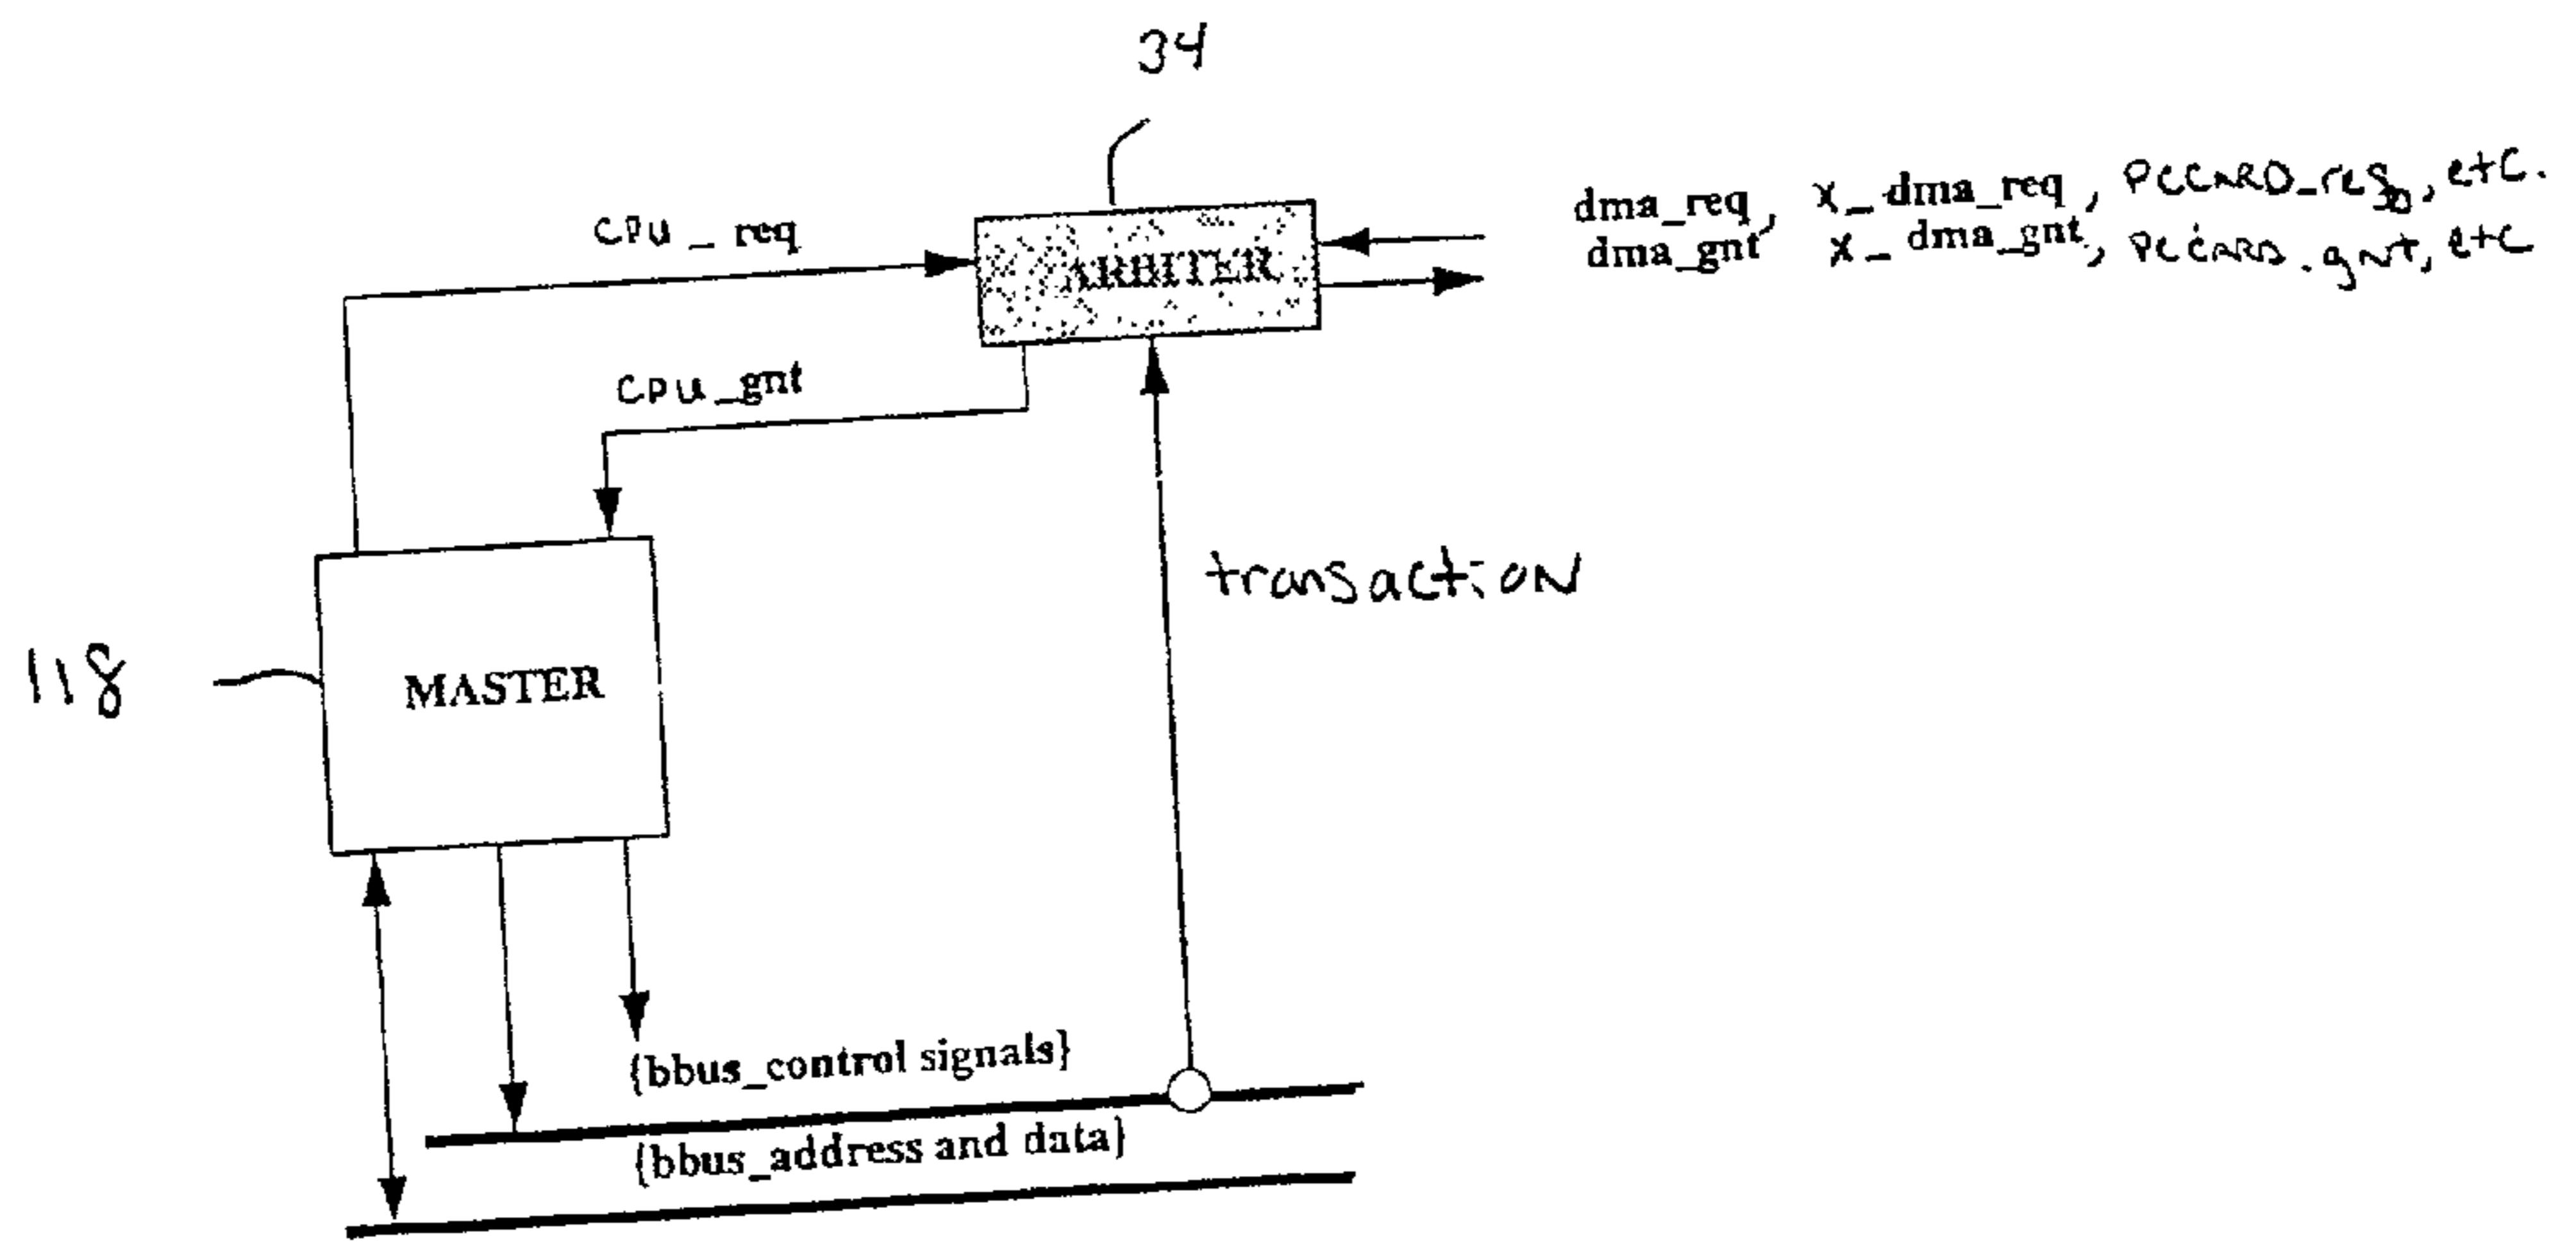 34
dma_req, x_dma_req, PCCARD_req, etc.
dma_gnt, x_dma_gnt, PCCARD_gnt, etc
cpu_req
ARBITER
cpu_gnt
transaction
118
MASTER
{bbus_control signals}
{bbus_address and data}